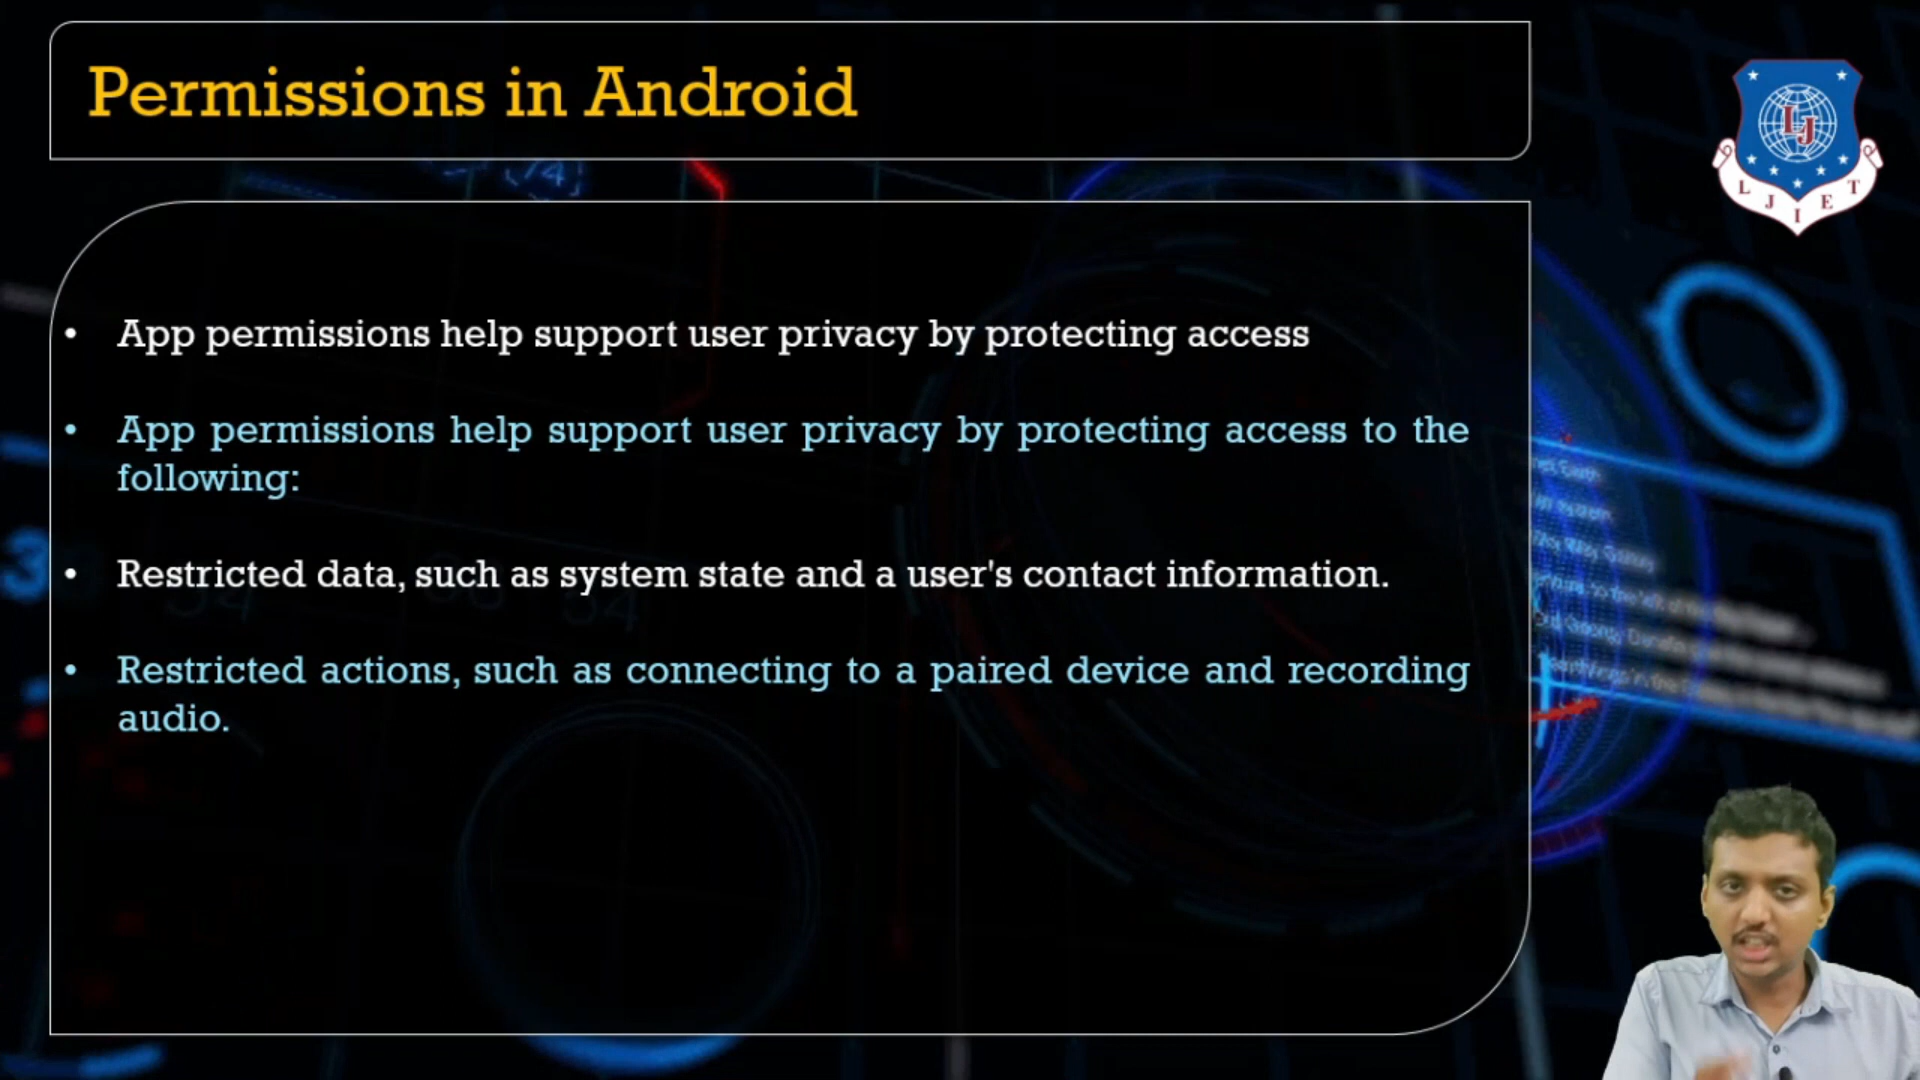 Permissions in Android
L J I E T
LJ
• App permissions help support user privacy by protecting access
• App permissions help support user privacy by protecting access to the
following:
• Restricted data, such as system state and a user's contact information.
• Restricted actions, such as connecting to a paired device and recording
audio.